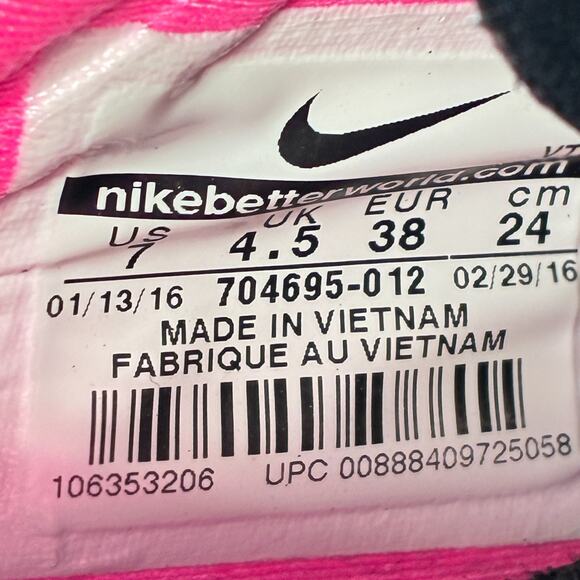 VT
nikebetterworld.com
US UK EUR cm
7 4.5 38 24
01/13/16 704695-012 02/29/16
MADE IN VIETNAM
FABRIQUE AU VIETNAM
106353206 UPC 00888409725058